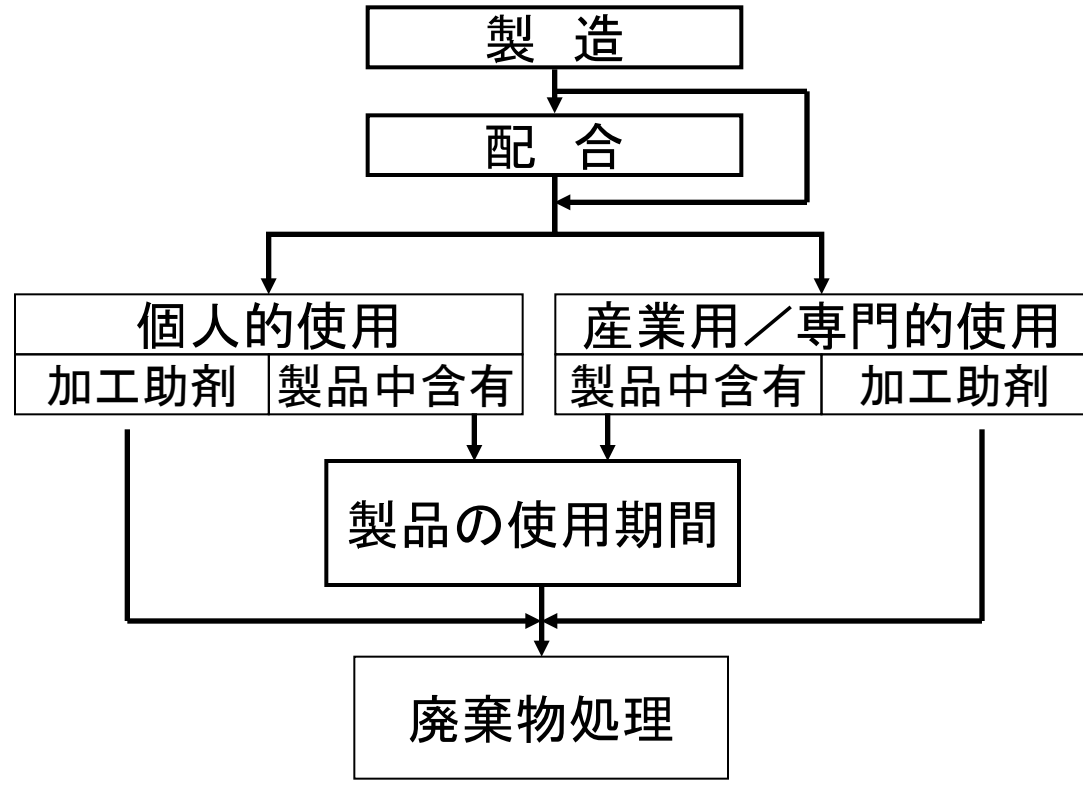 製　造
配　合
個人的使用
産業用／専門的使用
加工助剤
製品中含有
製品中含有
加工助剤
製品の使用期間
廃棄物処理